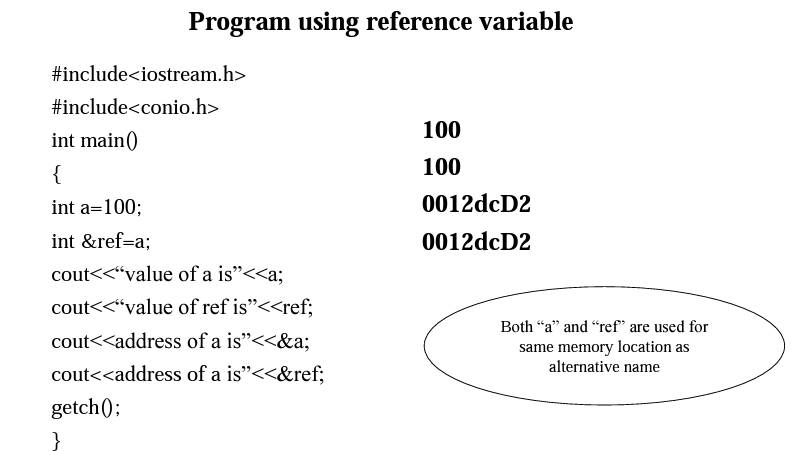 Program using reference variable
#include<iostream.h>
#include<conio.h>
int main()
{
int a=100;
int &ref=a;
cout<<“value of a is”<<a;
cout<<“value of ref is”<<ref;
cout<<address of a is”<<&a;
cout<<address of a is”<<&ref;
getch();
}
100
100
0012dcD2
0012dcD2
Both “a” and “ref” are used for
same memory location as
alternative name